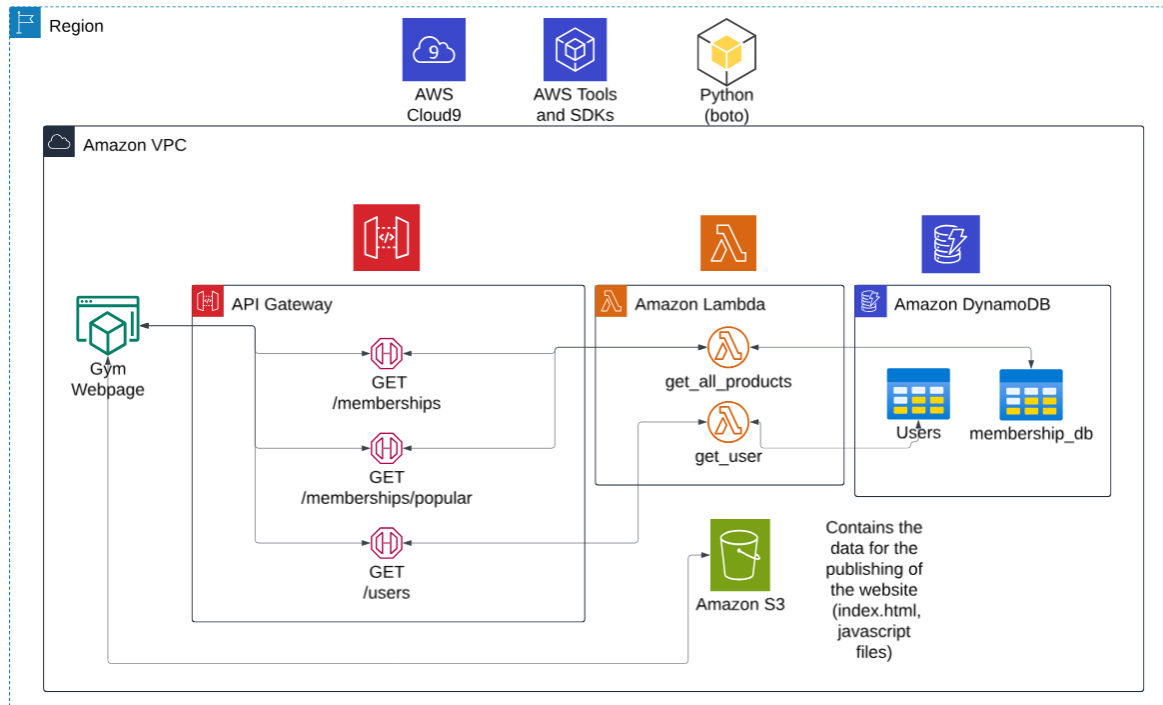 Region
9
AWS
Cloud9
AWS Tools
and SDKs
Python
(boto)
Amazon VPC
API Gateway
Amazon Lambda
Amazon DynamoDB
Gym
Webpage
GET
/memberships
get_all_products
Users
membership_db
get_user
GET
/memberships/popular
GET
/users
Amazon S3
Contains the
data for the
publishing of
the website
(index.html,
javascript
files)